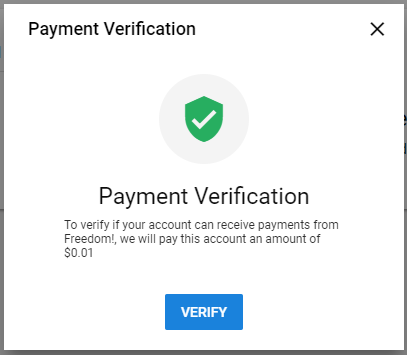 Payment Verification
Payment Verification
To verify if your account can receive payments from
Freedom!, we will pay this account an amount of
$0.01
VERIFY